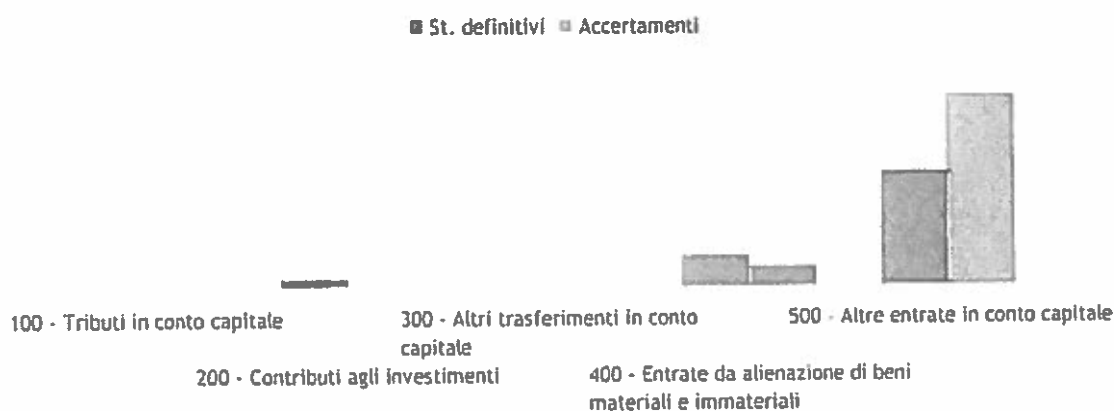 St. definitivi Accertamenti
100 - Tributi in conto capitale
300 - Altri trasferimenti in conto
capitale
500 - Altre entrate in conto capitale
200 - Contributi agli investimenti
400 - Entrate da alienazione di beni
materiali e immateriali